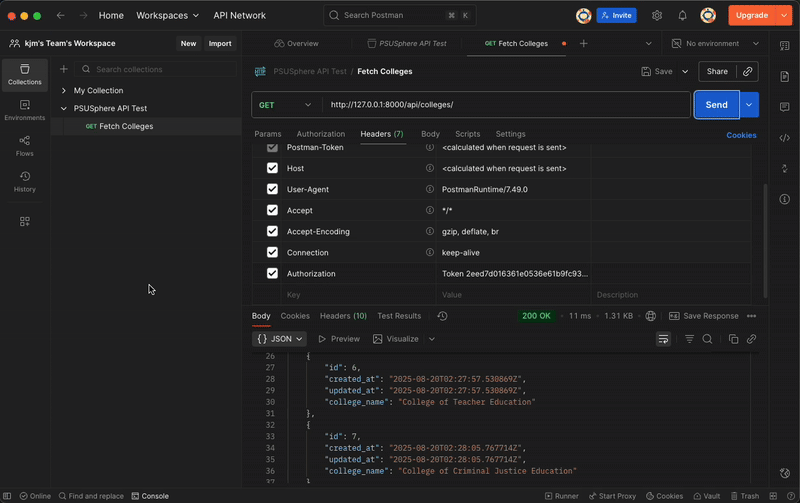 Home Workspaces API Network Search Postman ⌘ K Invite Upgrade
kjm's Team's Workspace New Import Overview PSUSphere API Test GET Fetch Colleges No environment
Collections
Environments
Flows
History
Search collections
My Collection
PSUSphere API Test
GET Fetch Colleges
HTTP PSUSphere API Test / Fetch Colleges Save Share
GET http://127.0.0.1:8000/api/colleges/ Send
Params Authorization Headers (7) Body Scripts Settings Cookies
Postman-Token <calculated when request is sent>
Host <calculated when request is sent>
User-Agent PostmanRuntime/7.49.0
Accept */*
Accept-Encoding gzip, deflate, br
Connection keep-alive
Authorization Token 2eed7d016361e0536e61b9fc93...
Key Value Description
Body Cookies Headers (10) Test Results 200 OK • 11 ms • 1.31 KB Save Response
{} JSON Preview Visualize
26 {
27 "id": 6,
28 "created_at": "2025-08-20T02:27:57.530869Z",
29 "updated_at": "2025-08-20T02:27:57.530869Z",
30 "college_name": "College of Teacher Education"
31 },
32 {
33 "id": 7,
34 "created_at": "2025-08-20T02:28:05.767714Z",
35 "updated_at": "2025-08-20T02:28:05.767714Z",
36 "college_name": "College of Criminal Justice Education"
37 }
Online Find and replace Console Runner Start Proxy Cookies Vault Trash